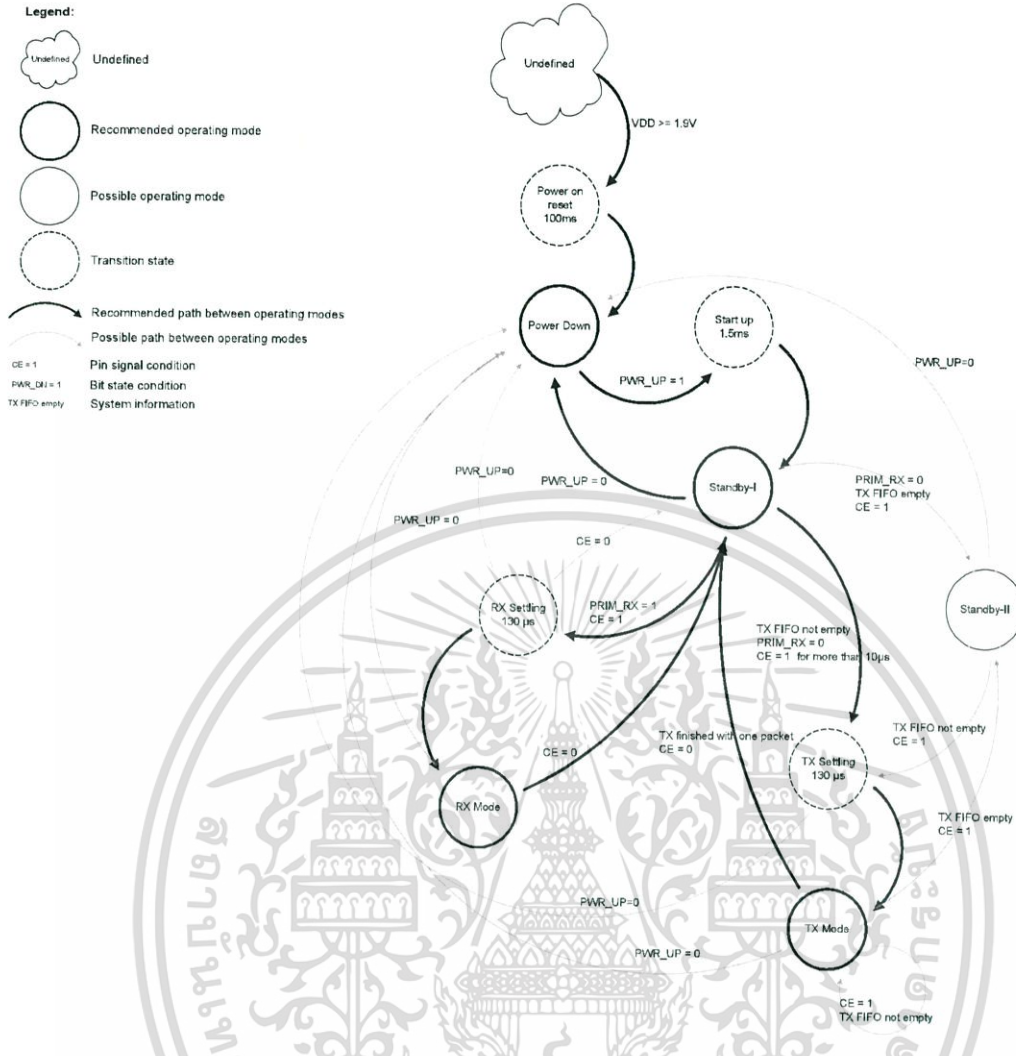 Legend:
Undefined
Undefined
Recommended operating mode
Possible operating mode
Transition state
Recommended path between operating modes
Possible path between operating modes
CE = 1
Pin signal condition
PWR_DN = 1
Bit state condition
TX FIFO empty
System information
Undefined
VDD >= 1.9V
Power on
reset
100ms
Power Down
Start up
1.5ms
PWR_UP = 1
PWR_UP=0
PWR_UP=0
PWR_UP = 0
PWR_UP = 0
Standby-I
PRIM_RX = 0
TX FIFO empty
CE = 1
CE = 0
RX Settling
130 µs
PRIM_RX = 1
CE = 1
Standby-II
TX FIFO not empty
PRIM_RX = 0
CE = 1 for more than 10µs
TX FIFO not empty
CE = 1
TX finished with one packet
CE = 0
CE = 0
TX Settling
130 µs
RX Mode
TX FIFO empty
CE = 1
PWR_UP=0
TX Mode
PWR_UP = 0
CE = 1
TX FIFO not empty